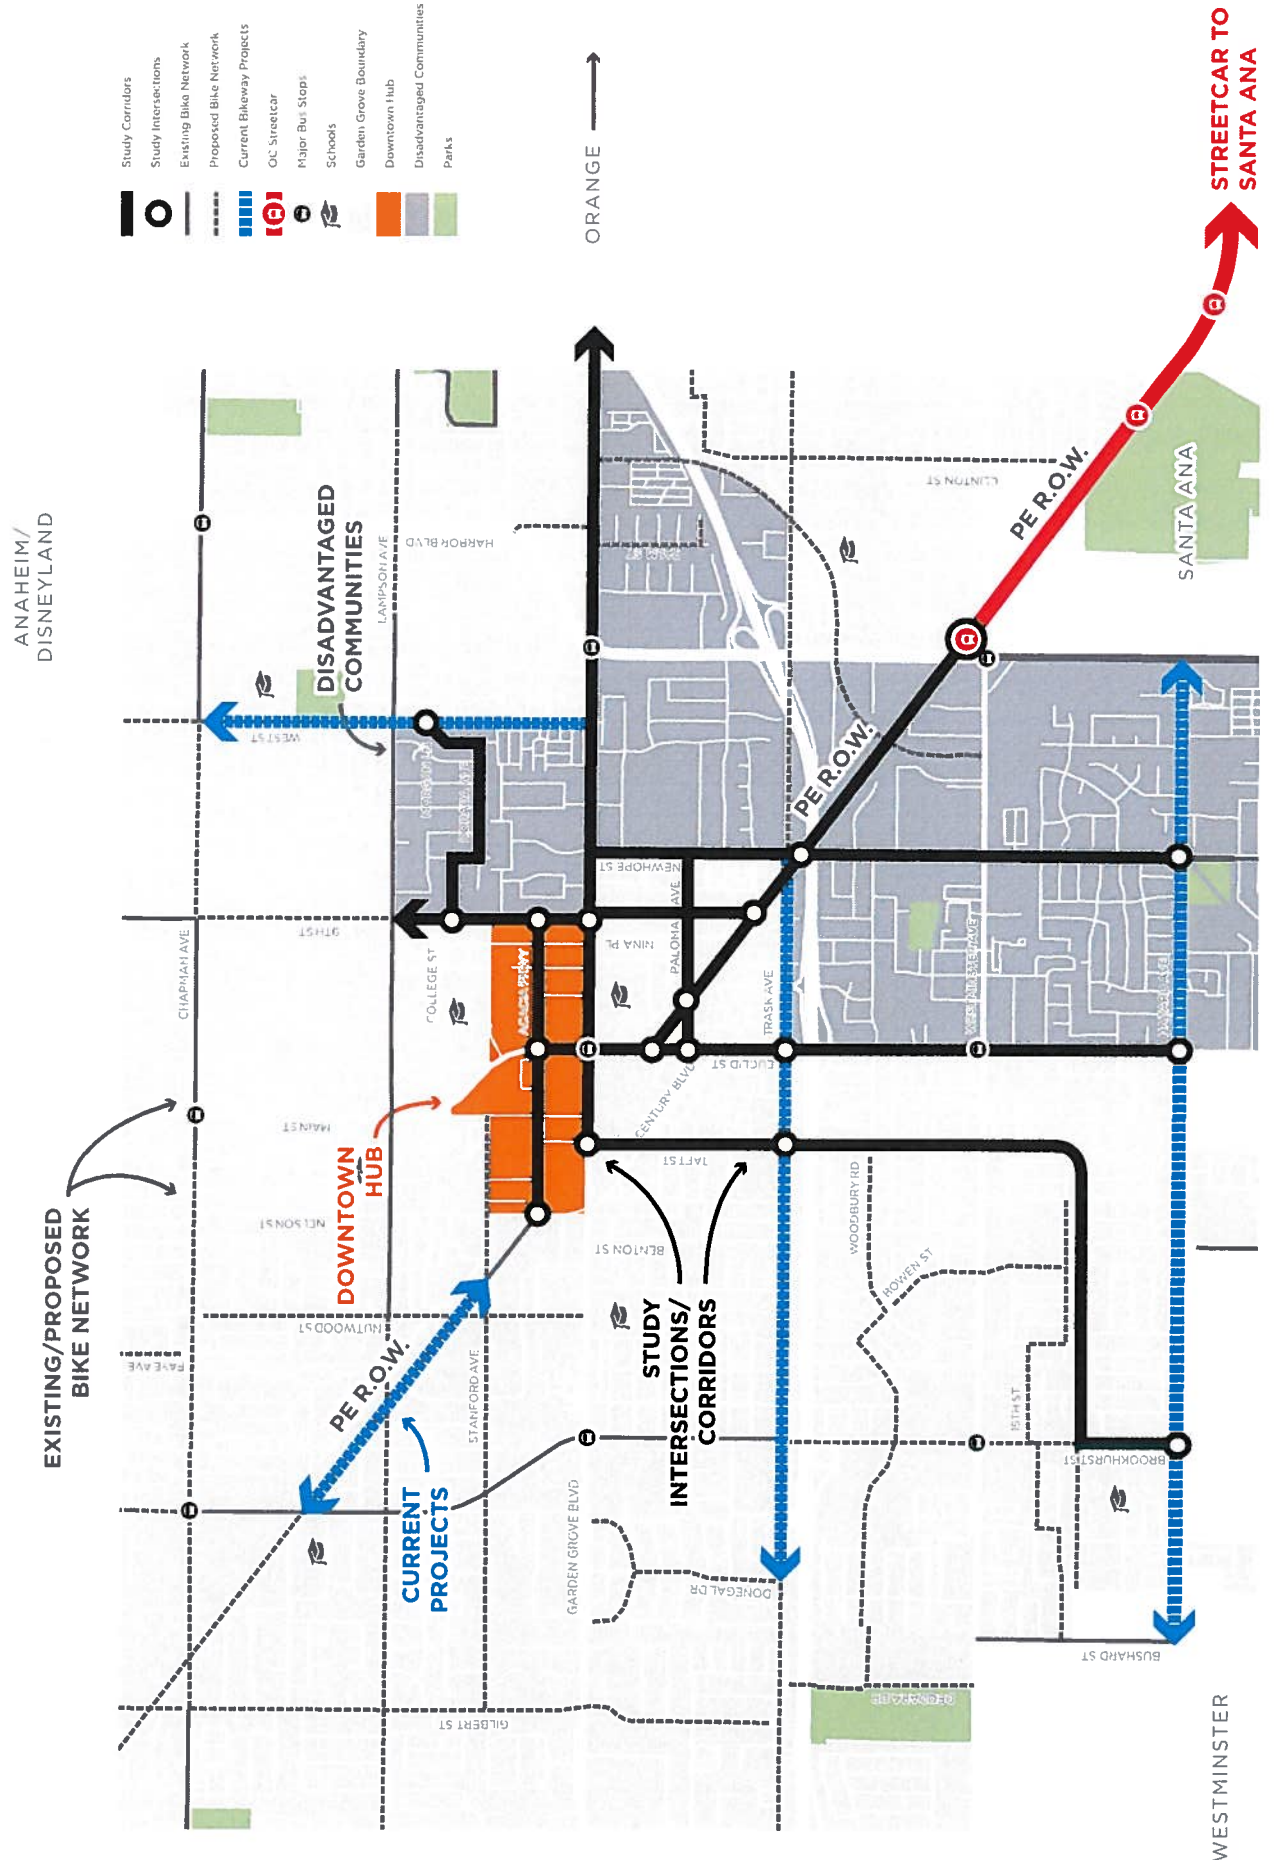 ANAHEIM/
DISNEYLAND
EXISTING/PROPOSED
BIKE NETWORK
Study Corridors
Study Intersections
Existing Bike Network
Proposed Bike Network
Current Bikeway Projects
OC Streetcar
Major Bus Stops
Schools
Garden Grove Boundary
Downtown Hub
Disadvantaged Communities
Parks
ORANGE
STREETCAR TO
SANTA ANA
CHAPMAN AVE
FAYE AVE
WEST ST
9TH ST
MAIN ST
NELSON ST
NUTWOOD ST
LAMPSON AVE
HARBOR BLVD
DISADVANTAGED
COMMUNITIES
COLLEGE ST
DOWNTOWN
HUB
PE R.O.W.
CURRENT
PROJECTS
STANFORD AVE
GILBERT ST
GARDEN GROVE BLVD
BENTON ST
STUDY
INTERSECTIONS/
CORRIDORS
TAFT ST
CENTURY BLVD
EUCLID ST
NINA PL
PALOMA AVE
NEWHOPE ST
TRASK AVE
DONEGAL DR
WOODBURY RD
BOWEN ST
15TH ST
BROOKHURST ST
BUSHARD ST
PE R.O.W.
PE R.O.W.
CLINTON ST
SANTA ANA
WESTMINSTER